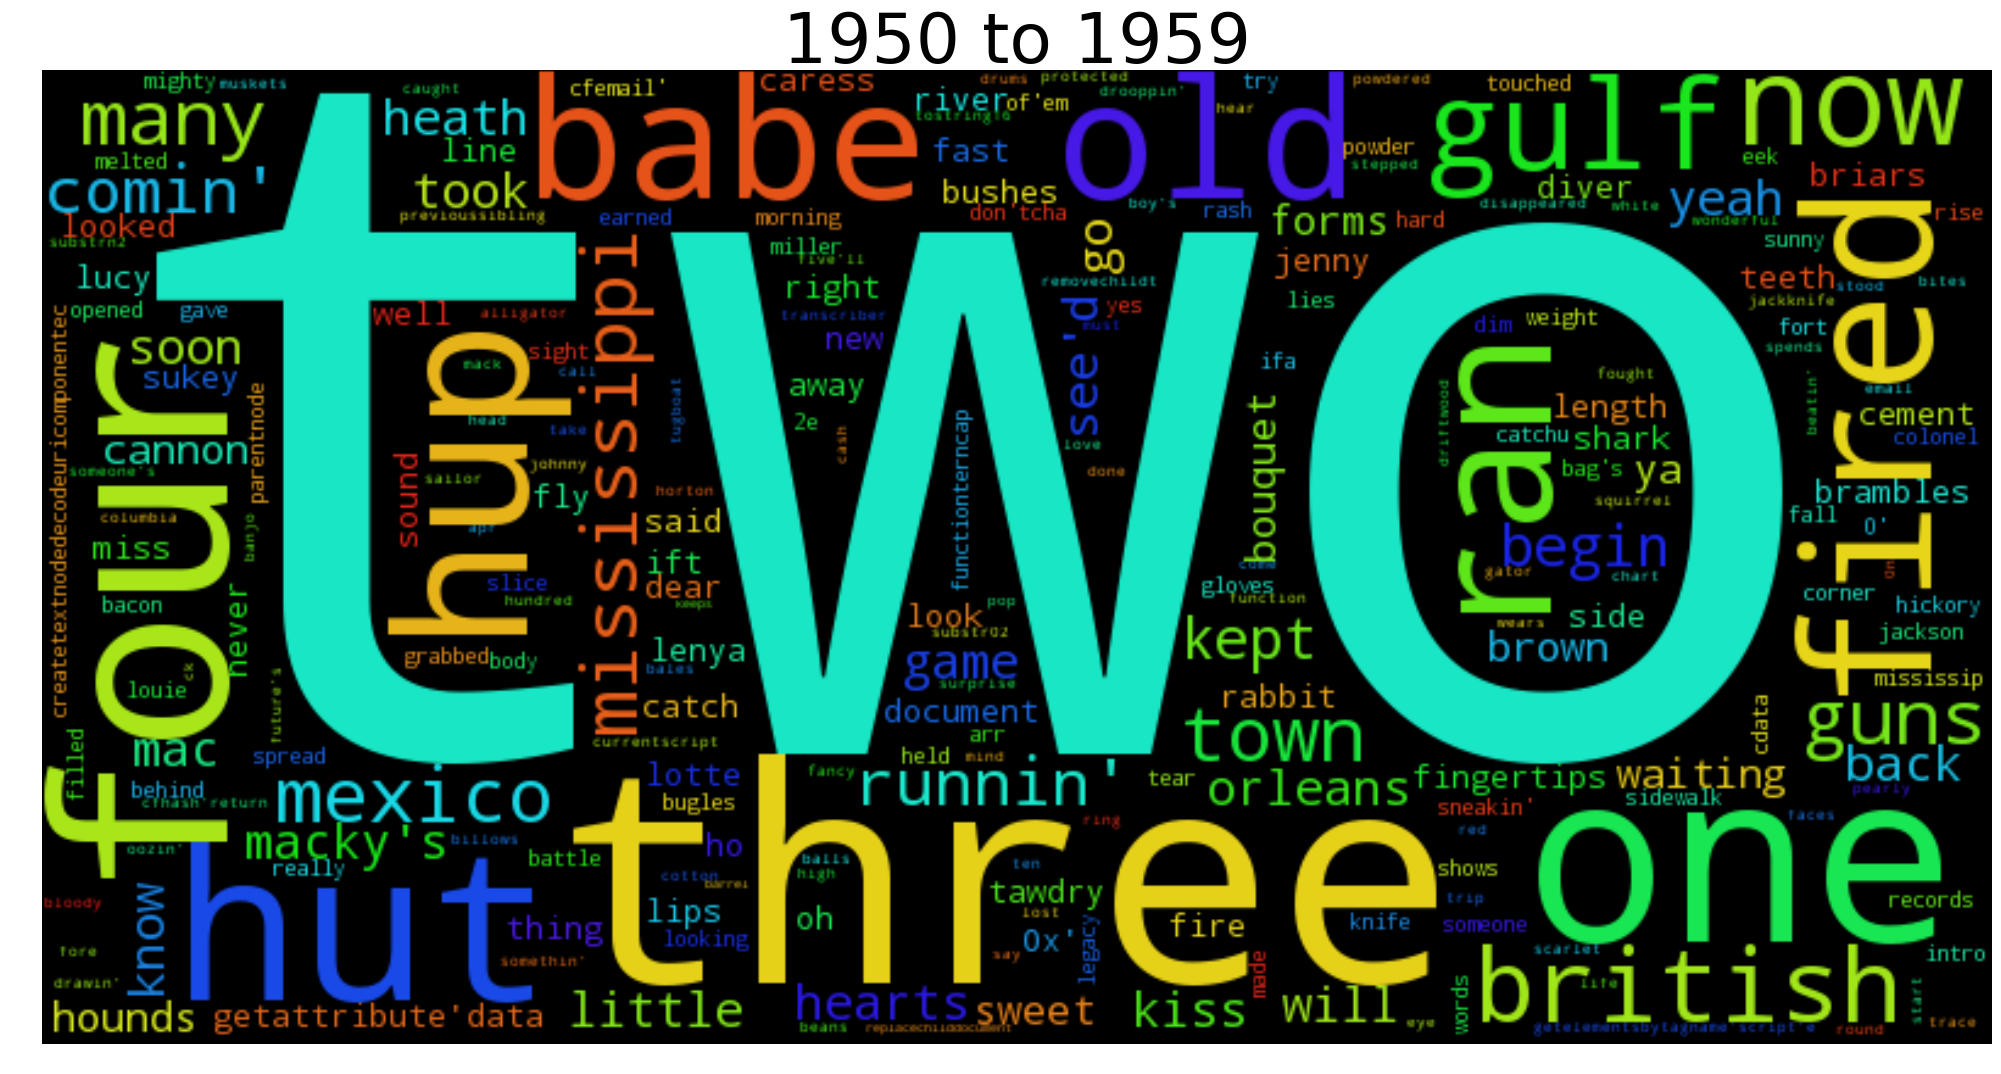 1950 to 1959
mighty
muskets
caught
cfemail'
caress
drums
protected
try
powdered
touched
many
heath
babe
river
of'em
drooppin'
hear
old
gulf
now
tostring16
melted
line
fast
powder
stepped
eek
comin'
took
bushes
diver
yeah
briars
looked
previoussibling
earned
morning
don'tcha
boy's
rash
forms
hard
disappeared
white
wonderful
rise
substrn2
miller
five'll
go
jenny
sunny
lucy
right
removechildt
lies
teeth
stood
bites
opened
gave
well
alligator
mississippi
transcriber
see'd
yes
must
jackknife
fort
spends
fired
two
soon
sukey
hup
mack
sight
call
new
away
2e
ifa
dim
weight
ran
fought
length
catchu
shark
bag's
ya
squirrel
driftwood
beatin'
email
cement
colonel
createtextnodedecodeuricomponentec
four
parentnode
cannon
someone's
columbia
banjo
miss
head
take
tugboat
cash
love
done
bouquet
sound
sailor
johnny
fly
horton
said
apr
functionterncap
brambles
fall
0'
ift
dear
keeps
slice
hundred
bacon
never
grabbed
body
lenya
bales
look
pop
substr02
game
surprise
come
gloves
function
kept
begin
gator
chart
side
wears
brown
on
corner
hickory
jackson
mississip
louie
ck
future's
catch
currentscript
document
arr
rabbit
town
cdata
guns
mac
filled
spread
behind
cfhash'return
mexico
lotte
bugles
held
mind
fancy
runnin'
tear
orleans
fingertips
waiting
sidewalk
back
pearly
sneakin'
macky's
oozin'
really
billows
battle
ho
three
ring
red
faces
one
hut
cotton
barrel
balls
high
ten
tawdry
shows
records
bloody
know
thing
lips
looking
oh
lost
0x'
legacy
fire
knife
trip
someone
fore
drawin'
somethin'
say
made
scarlet
intro
hounds
getattribute'data
little
hearts
beans
replacechilddocument
sweet
kiss
will
eye
words
british
life
start
getelementsbytagname'script'e
round
trace